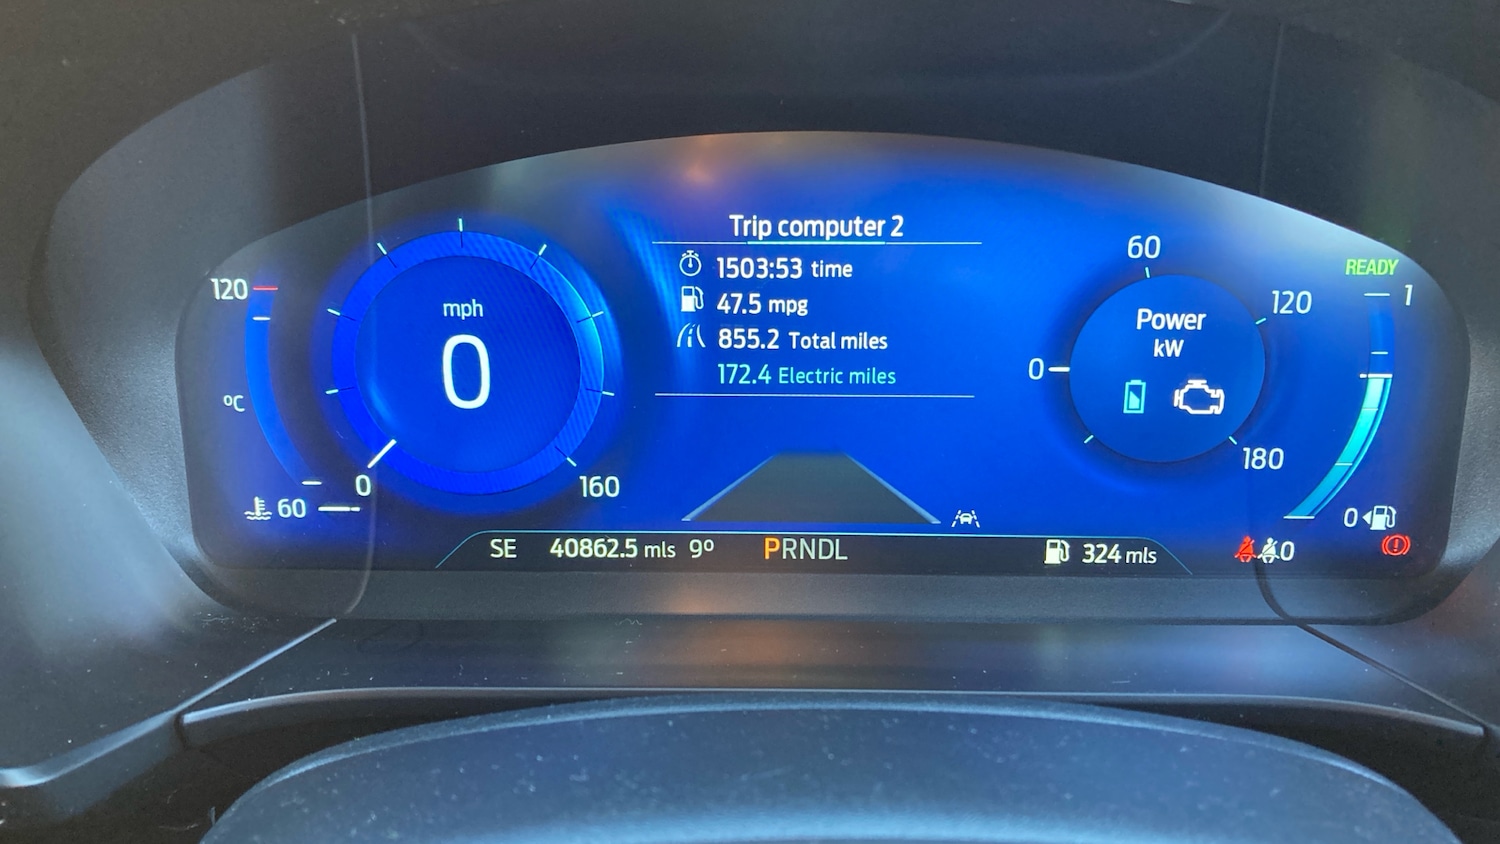 Trip computer 2
1503:53 time
47.5 mpg
855.2 Total miles
172.4 Electric miles
120
ºC
60
mph
0
0
160
60
0
120
180
Power
kW
READY
1
0
SE 40862.5 mls 9º PRNDL 324 mls
0